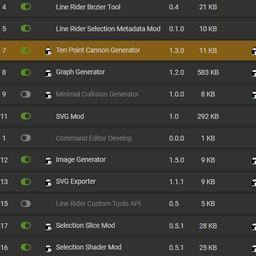 4 Line Rider Bezier Tool 0.4 21 KB
5 Line Rider Selection Metadata Mod 0.1.0 10 KB
7 Ten Point Cannon Generator 1.3.0 11 KB
8 Graph Generator 1.2.0 583 KB
9 Minimal Collision Generator 1.0.0 8 KB
11 SVG Mod 1.0 292 KB
1 Command Editor Develop 0.0.0 1 KB
12 Image Generator 1.5.0 9 KB
13 SVG Exporter 1.1.1 9 KB
15 Line Rider Custom Tools API 0.5 5 KB
17 Selection Slice Mod 0.5.1 28 KB
16 Selection Shader Mod 0.5.1 25 KB